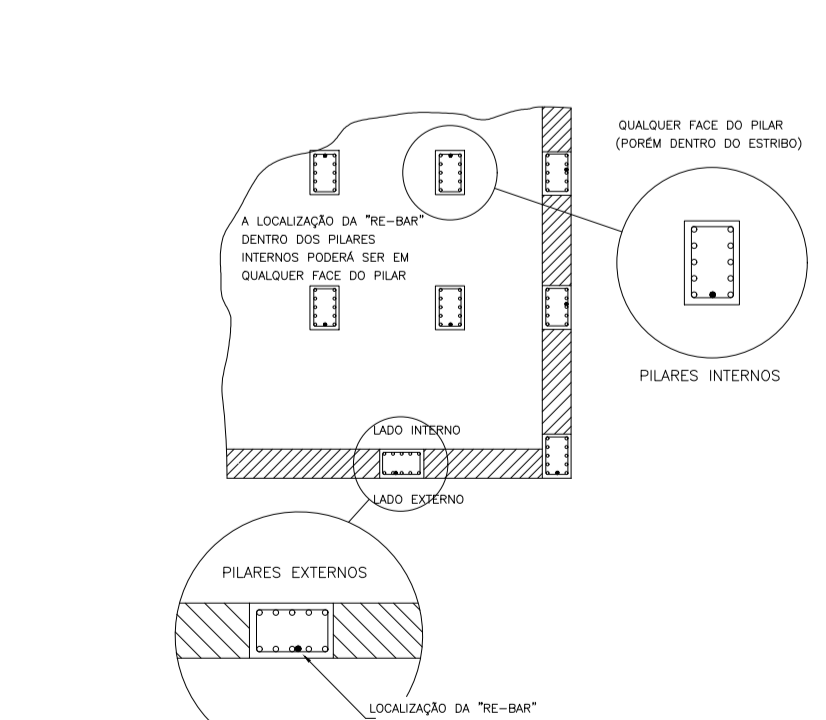 QUALQUER FACE DO PILAR
(PORÉM DENTRO DO ESTRIBO)
A LOCALIZAÇÃO DA "RE-BAR"
DENTRO DOS PILARES
INTERNOS PODERÁ SER EM
QUALQUER FACE DO PILAR
PILARES INTERNOS
LADO INTERNO
LADO EXTERNO
PILARES EXTERNOS
LOCALIZAÇÃO DA "RE-BAR"